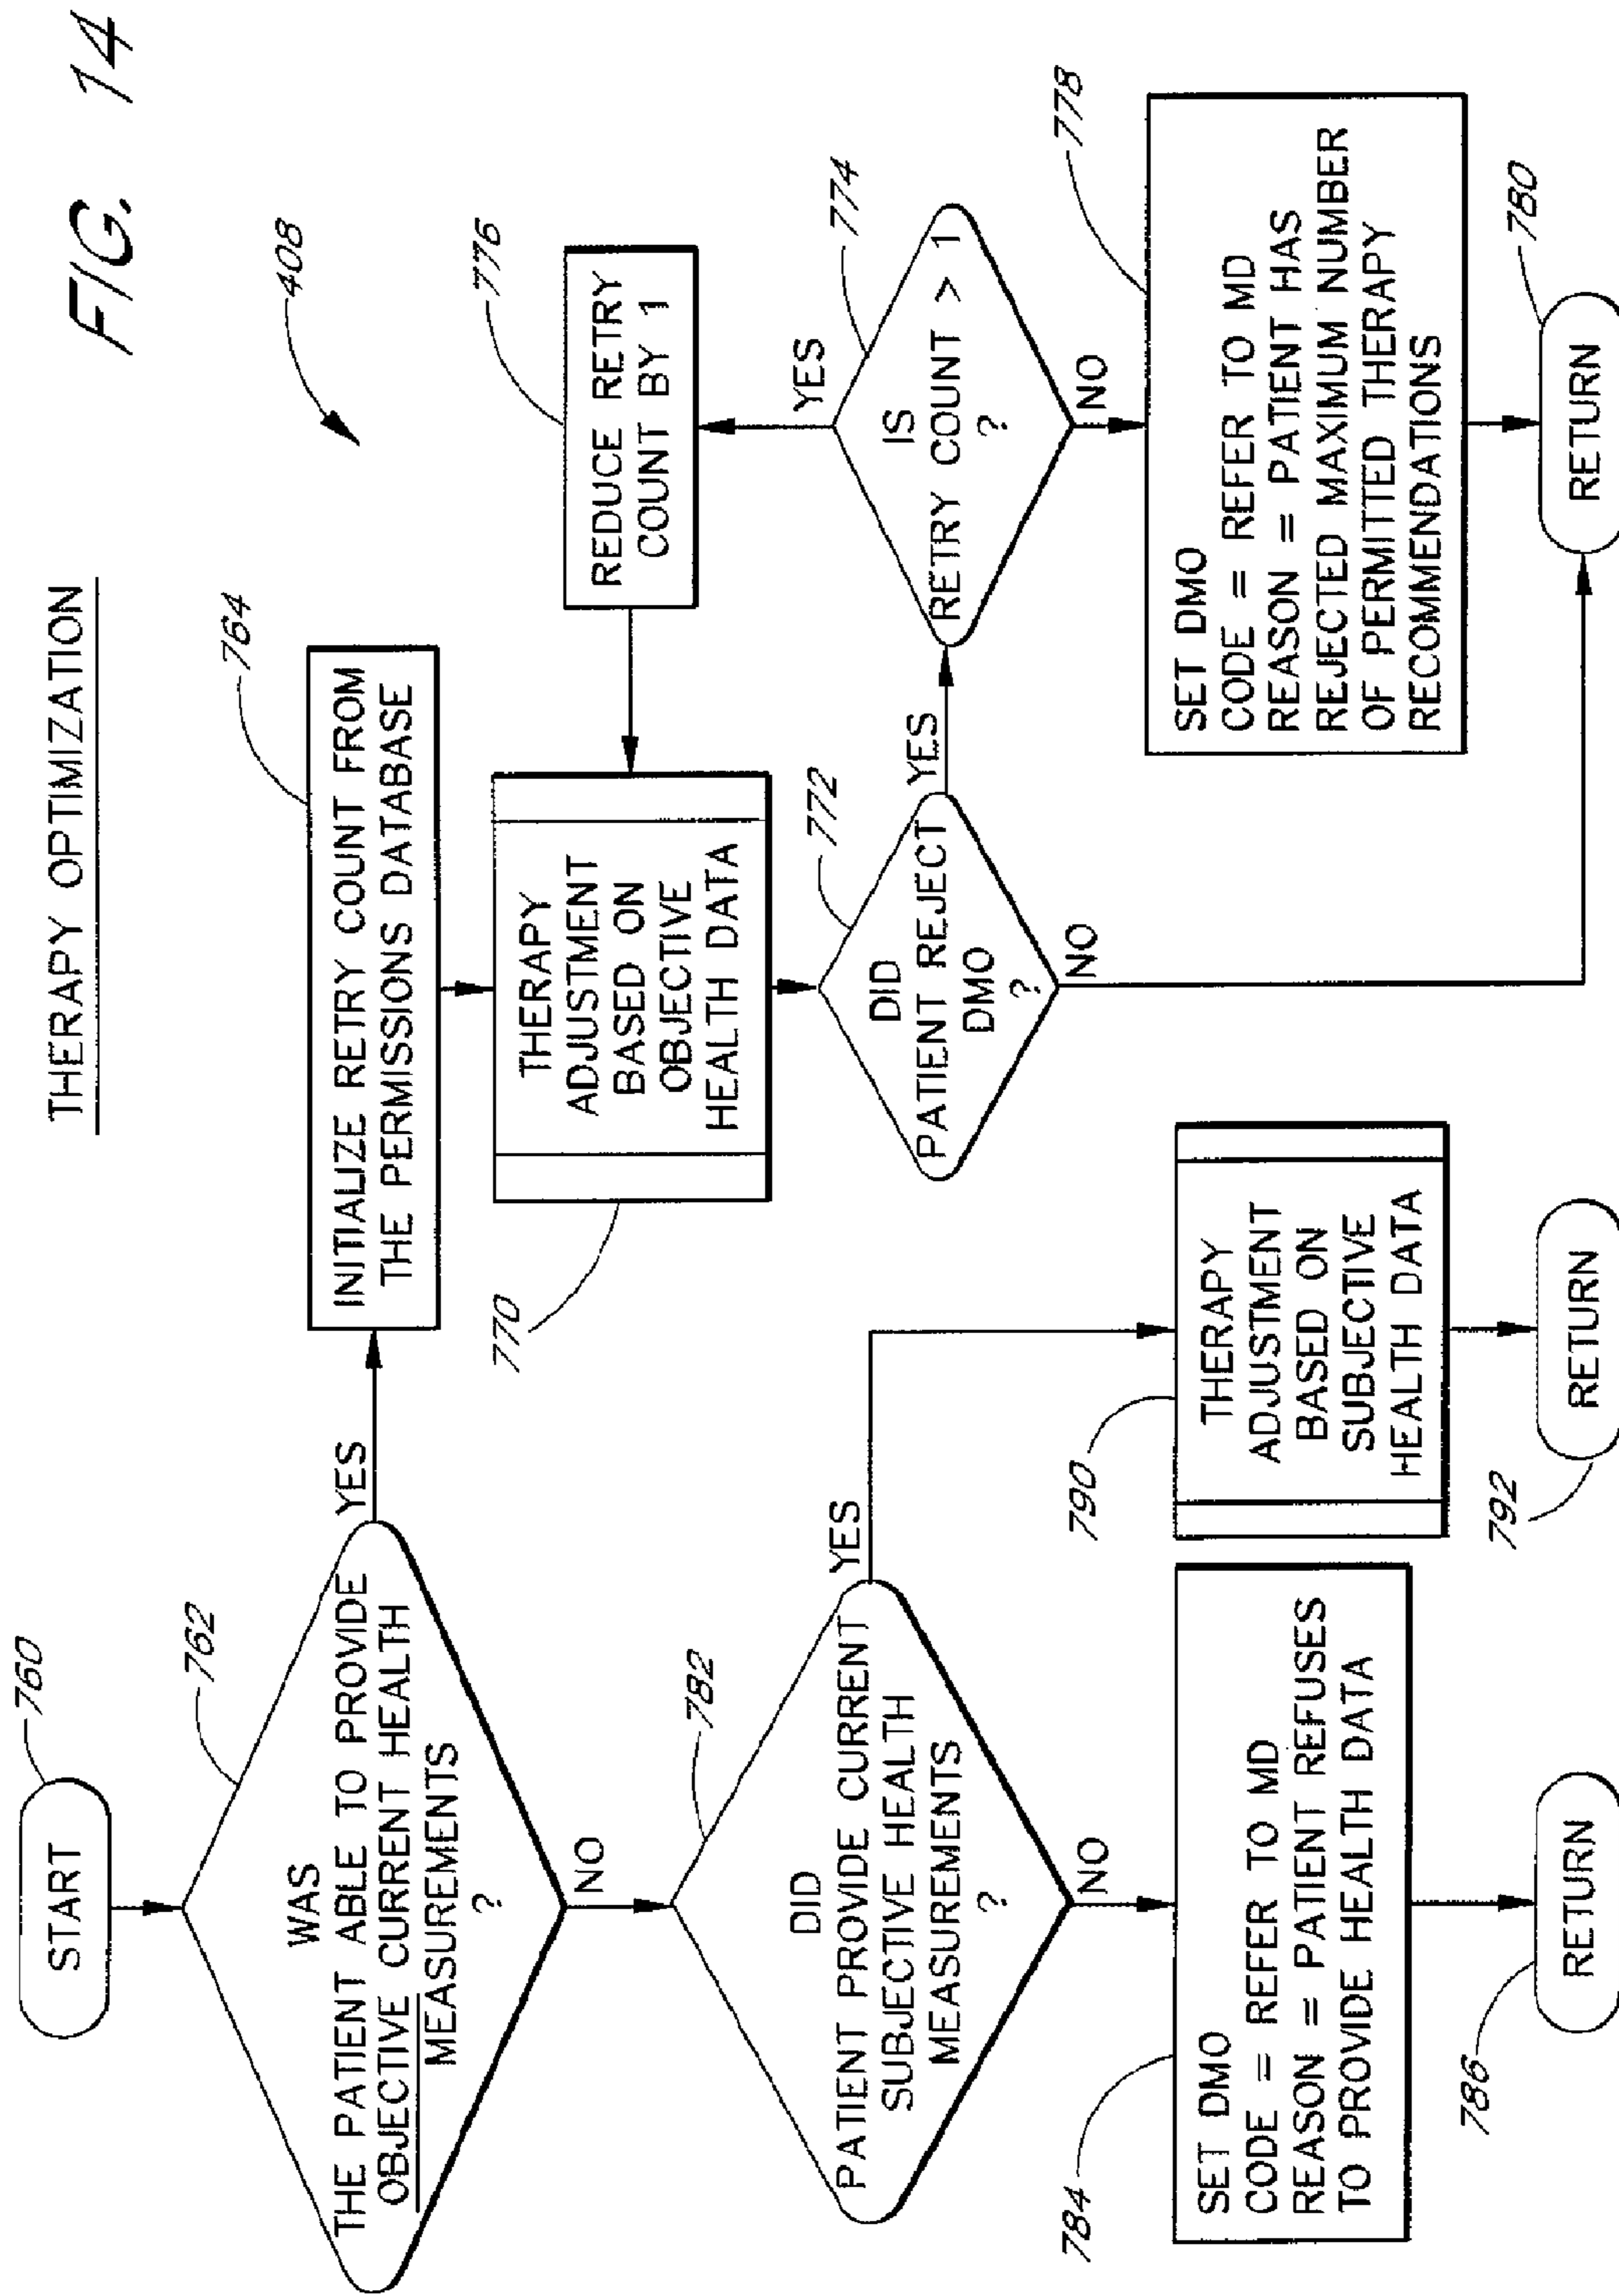 FIG. 14
THERAPY OPTIMIZATION
408
760
START
762
WAS
THE PATIENT ABLE TO PROVIDE
OBJECTIVE CURRENT HEALTH
MEASUREMENTS
?
YES
NO
764
INITIALIZE RETRY COUNT FROM
THE PERMISSIONS DATABASE
770
THERAPY
ADJUSTMENT
BASED ON
OBJECTIVE
HEALTH DATA
776
REDUCE RETRY
COUNT BY 1
772
DID
PATIENT REJECT
DMO
?
YES
NO
774
IS
RETRY COUNT > 1
?
YES
NO
778
SET DMO
CODE = REFER TO MD
REASON = PATIENT HAS
REJECTED MAXIMUM NUMBER
OF PERMITTED THERAPY
RECOMMENDATIONS
780
RETURN
782
DID
PATIENT PROVIDE CURRENT
SUBJECTIVE HEALTH
MEASUREMENTS
?
YES
NO
784
SET DMO
CODE = REFER TO MD
REASON = PATIENT REFUSES
TO PROVIDE HEALTH DATA
786
RETURN
790
THERAPY
ADJUSTMENT
BASED ON
SUBJECTIVE
HEALTH DATA
792
RETURN